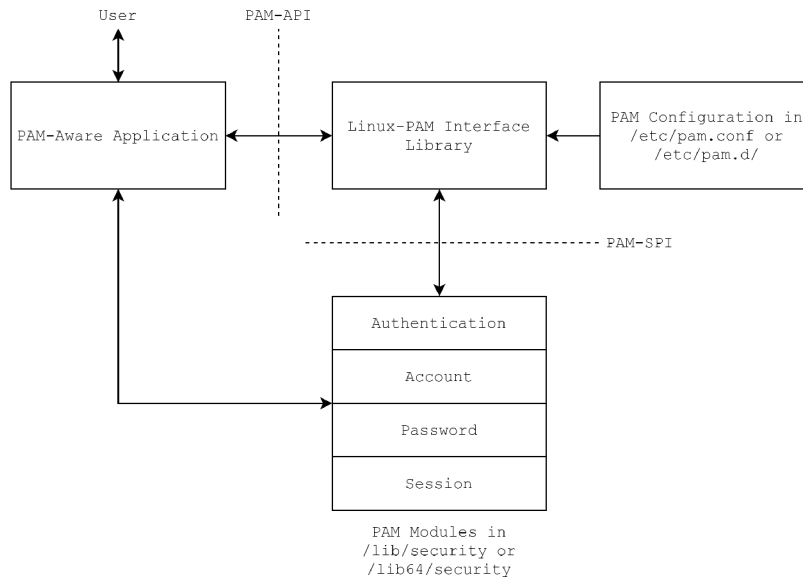 User
PAM-API
PAM-Aware Application
Linux-PAM Interface
Library
PAM Configuration in
/etc/pam.conf or
/etc/pam.d/
PAM-SPI
Authentication
Account
Password
Session
PAM Modules in
/lib/security or
/lib64/security